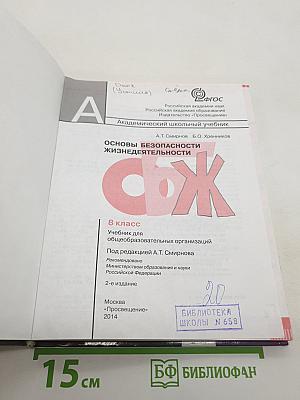 ФГОС
Российская академия наук
Российская академия образования
Издательство «Просвещение»
А
Академический школьный учебник
А.Т. Смирнов Б.О. Хренников
ОСНОВЫ БЕЗОПАСНОСТИ
ЖИЗНЕДЕЯТЕЛЬНОСТИ
ОБЖ
8 класс
Учебник для
общеобразовательных организаций
Под редакцией А.Т. Смирнова
Рекомендовано
Министерством образования и науки
Российской Федерации
2-е издание
Москва
«Просвещение»
2014
20
БИБЛИОТЕКА
ШКОЛЫ №658
15 см
БФ БИБЛИОФАН